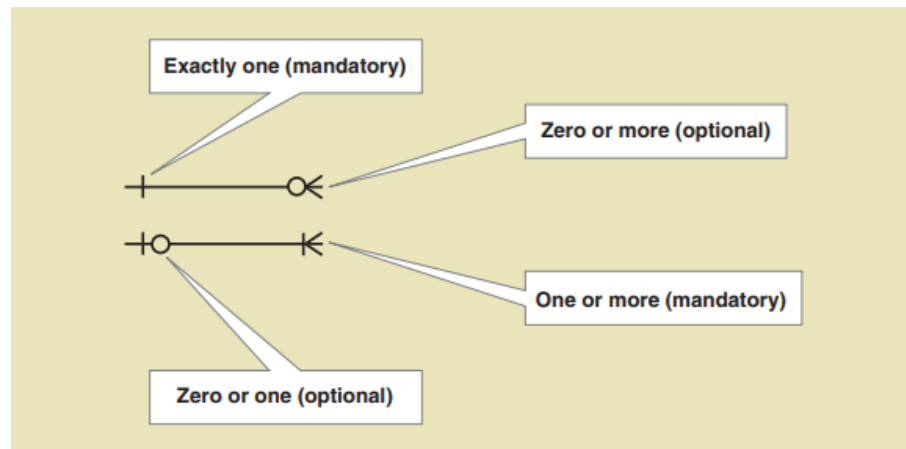 Exactly one (mandatory)
Zero or more (optional)
One or more (mandatory)
Zero or one (optional)